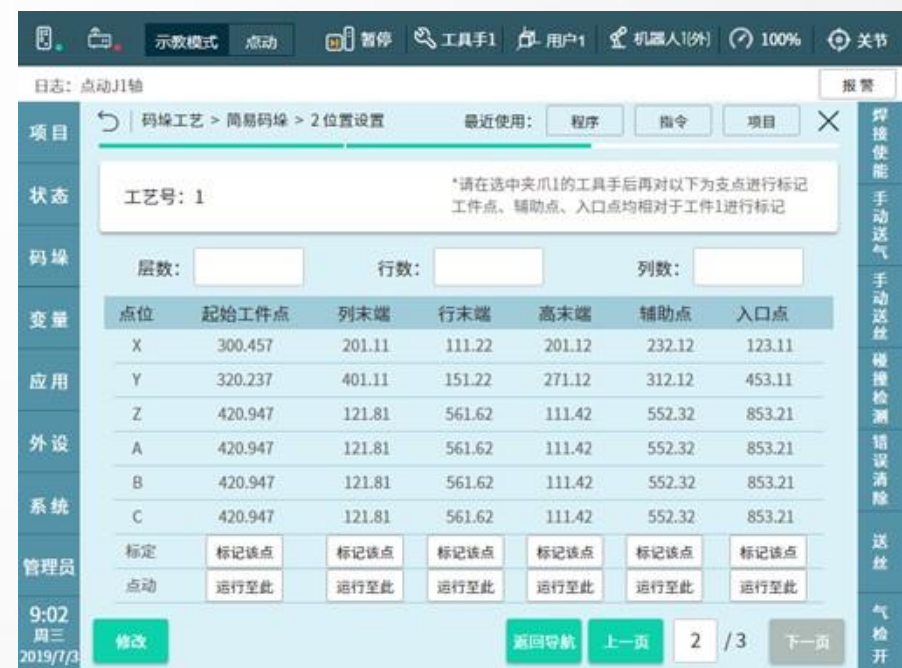 示教模式 点动 暂停 工具手1 用户1 机器人1(外) 100% 关节
日志: 点动J1轴 报警
项目
状态
码垛
变量
应用
外设
系统
管理员
9:02
周三
2019/7/3
码垛工艺 > 简易码垛 > 2 位置设置 最近使用: 程序 指令 项目
工艺号: 1
*请在选中夹爪1的工具手后再对以下为支点进行标记
工件点、辅助点、入口点均相对于工件1进行标记
层数: 行数: 列数:
点位 起始工件点 列末端 行末端 高末端 辅助点 入口点
X 300.457 201.11 111.22 201.12 232.12 123.11
Y 320.237 401.11 151.22 271.12 312.12 453.11
Z 420.947 121.81 561.62 111.42 552.32 853.21
A 420.947 121.81 561.62 111.42 552.32 853.21
B 420.947 121.81 561.62 111.42 552.32 853.21
C 420.947 121.81 561.62 111.42 552.32 853.21
标定 标记该点 标记该点 标记该点 标记该点 标记该点 标记该点
点动 运行至此 运行至此 运行至此 运行至此 运行至此 运行至此
修改 返回导航 上一页 2 /3 下一页
焊接使能
手动送气
手动送丝
碰撞检测
错误清除
送丝
气检开